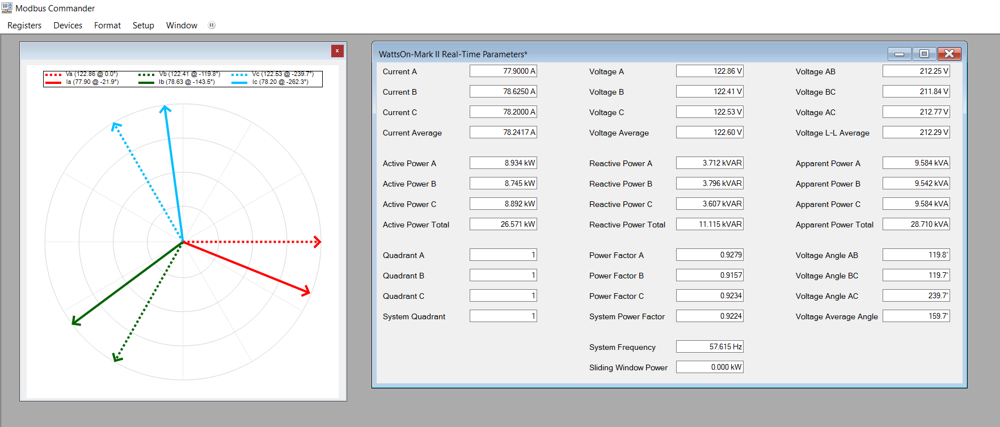 Modbus Commander
Registers Devices Format Setup Window
x
Va (122.86 @ 0.0°) Vb (122.41 @ -119.8°) Vc (122.53 @ -239.7°)
Ia (77.90 @ -21.9°) Ib (78.63 @ -143.5°) Ic (78.20 @ -262.3°)
WattsOn-Mark II Real-Time Parameters*
Current A 77.9000 A Voltage A 122.86 V Voltage AB 212.25 V
Current B 78.6250 A Voltage B 122.41 V Voltage BC 211.84 V
Current C 78.2000 A Voltage C 122.53 V Voltage AC 212.77 V
Current Average 78.2417 A Voltage Average 122.60 V Voltage L-L Average 212.29 V
Active Power A 8.934 kW Reactive Power A 3.712 kVAR Apparent Power A 9.584 kVA
Active Power B 8.745 kW Reactive Power B 3.796 kVAR Apparent Power B 9.542 kVA
Active Power C 8.892 kW Reactive Power C 3.607 kVAR Apparent Power C 9.584 kVA
Active Power Total 26.571 kW Reactive Power Total 11.115 kVAR Apparent Power Total 28.710 kVA
Quadrant A 1 Power Factor A 0.9279 Voltage Angle AB 119.8°
Quadrant B 1 Power Factor B 0.9157 Voltage Angle BC 119.7°
Quadrant C 1 Power Factor C 0.9234 Voltage Angle AC 239.7°
System Quadrant 1 System Power Factor 0.9224 Voltage Average Angle 159.7°
System Frequency 57.615 Hz
Sliding Window Power 0.000 kW